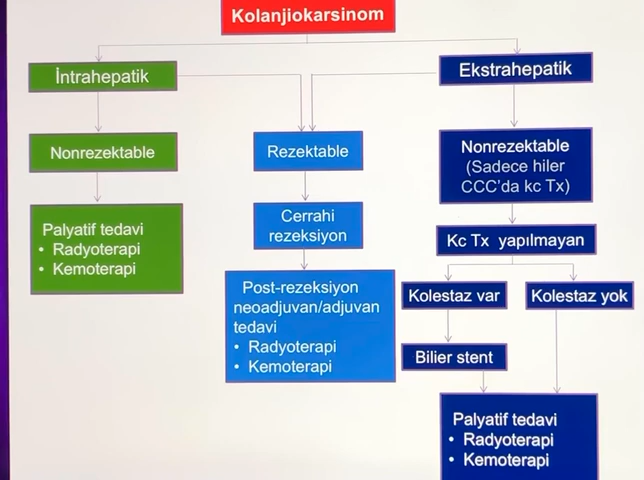 Kolanjiokarsinom
İntrahepatik
Ekstrahepatik
Nonrezektable
Rezektable
Nonrezektable
(Sadece hiler
CCC'da kc Tx)
Palyatif tedavi
• Radyoterapi
• Kemoterapi
Cerrahi
rezeksiyon
Kc Tx yapılmayan
Post-rezeksiyon
neoadjuvan/adjuvan
tedavi
• Radyoterapi
• Kemoterapi
Kolestaz var
Kolestaz yok
Bilier stent
Palyatif tedavi
• Radyoterapi
• Kemoterapi